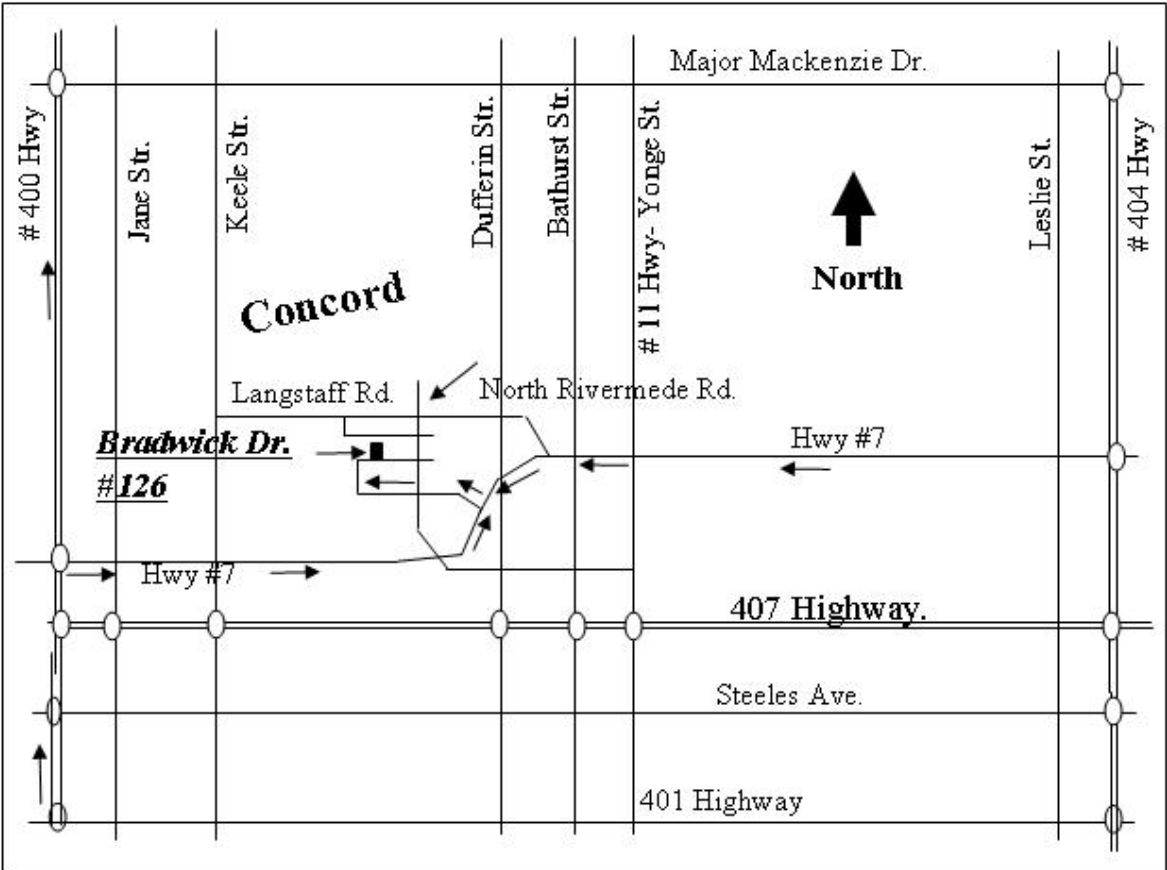 Major Mackenzie Dr.
# 400 Hwy
Jane Str.
Keele Str.
Dufferin Str.
Bathurst Str.
# 11 Hwy- Yonge St.
Leslie St.
# 404 Hwy
North
Concord
Langstaff Rd.
North Rivermede Rd.
Bradwick Dr.
#126
Hwy #7
Hwy #7
407 Highway.
Steeles Ave.
401 Highway